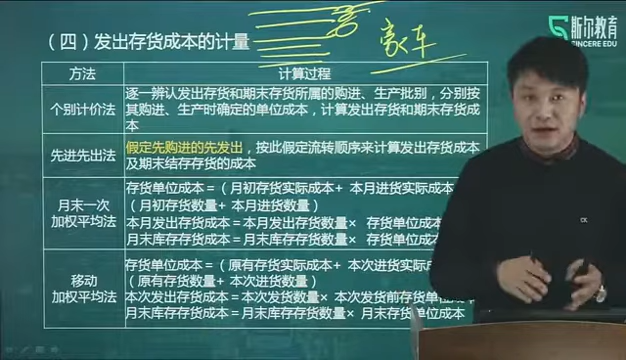 斯尔教育
SINCERE EDU
(四)发出存货成本的计量
豪车
方法
计算过程
个别计价法
逐一辨认发出存货和期末存货所属的购进、生产批别，分别按
其购进、生产时确定的单位成本，计算发出存货和期末存货成
本
先进先出法
假定先购进的先发出，按此假定流转顺序来计算发出存货成本
及期末结存存货的成本
月末一次
加权平均法
存货单位成本＝（月初存货实际成本+ 本月进货实际成本
（月初存货数量+ 本月进货数量）
本月发出存货成本＝本月发出存货数量× 存货单位成本
月末库存存货成本＝月末库存存货数量× 存货单位成
移动
加权平均法
存货单位成本＝（原有存货实际成本+ 本次进货实际成
（原有存货数量+ 本次进货数量）
本次发出存货成本＝本次发货数量× 本次发货前存货单位成本
月末库存存货成本＝月末库存存货数量× 月末存货单位成本